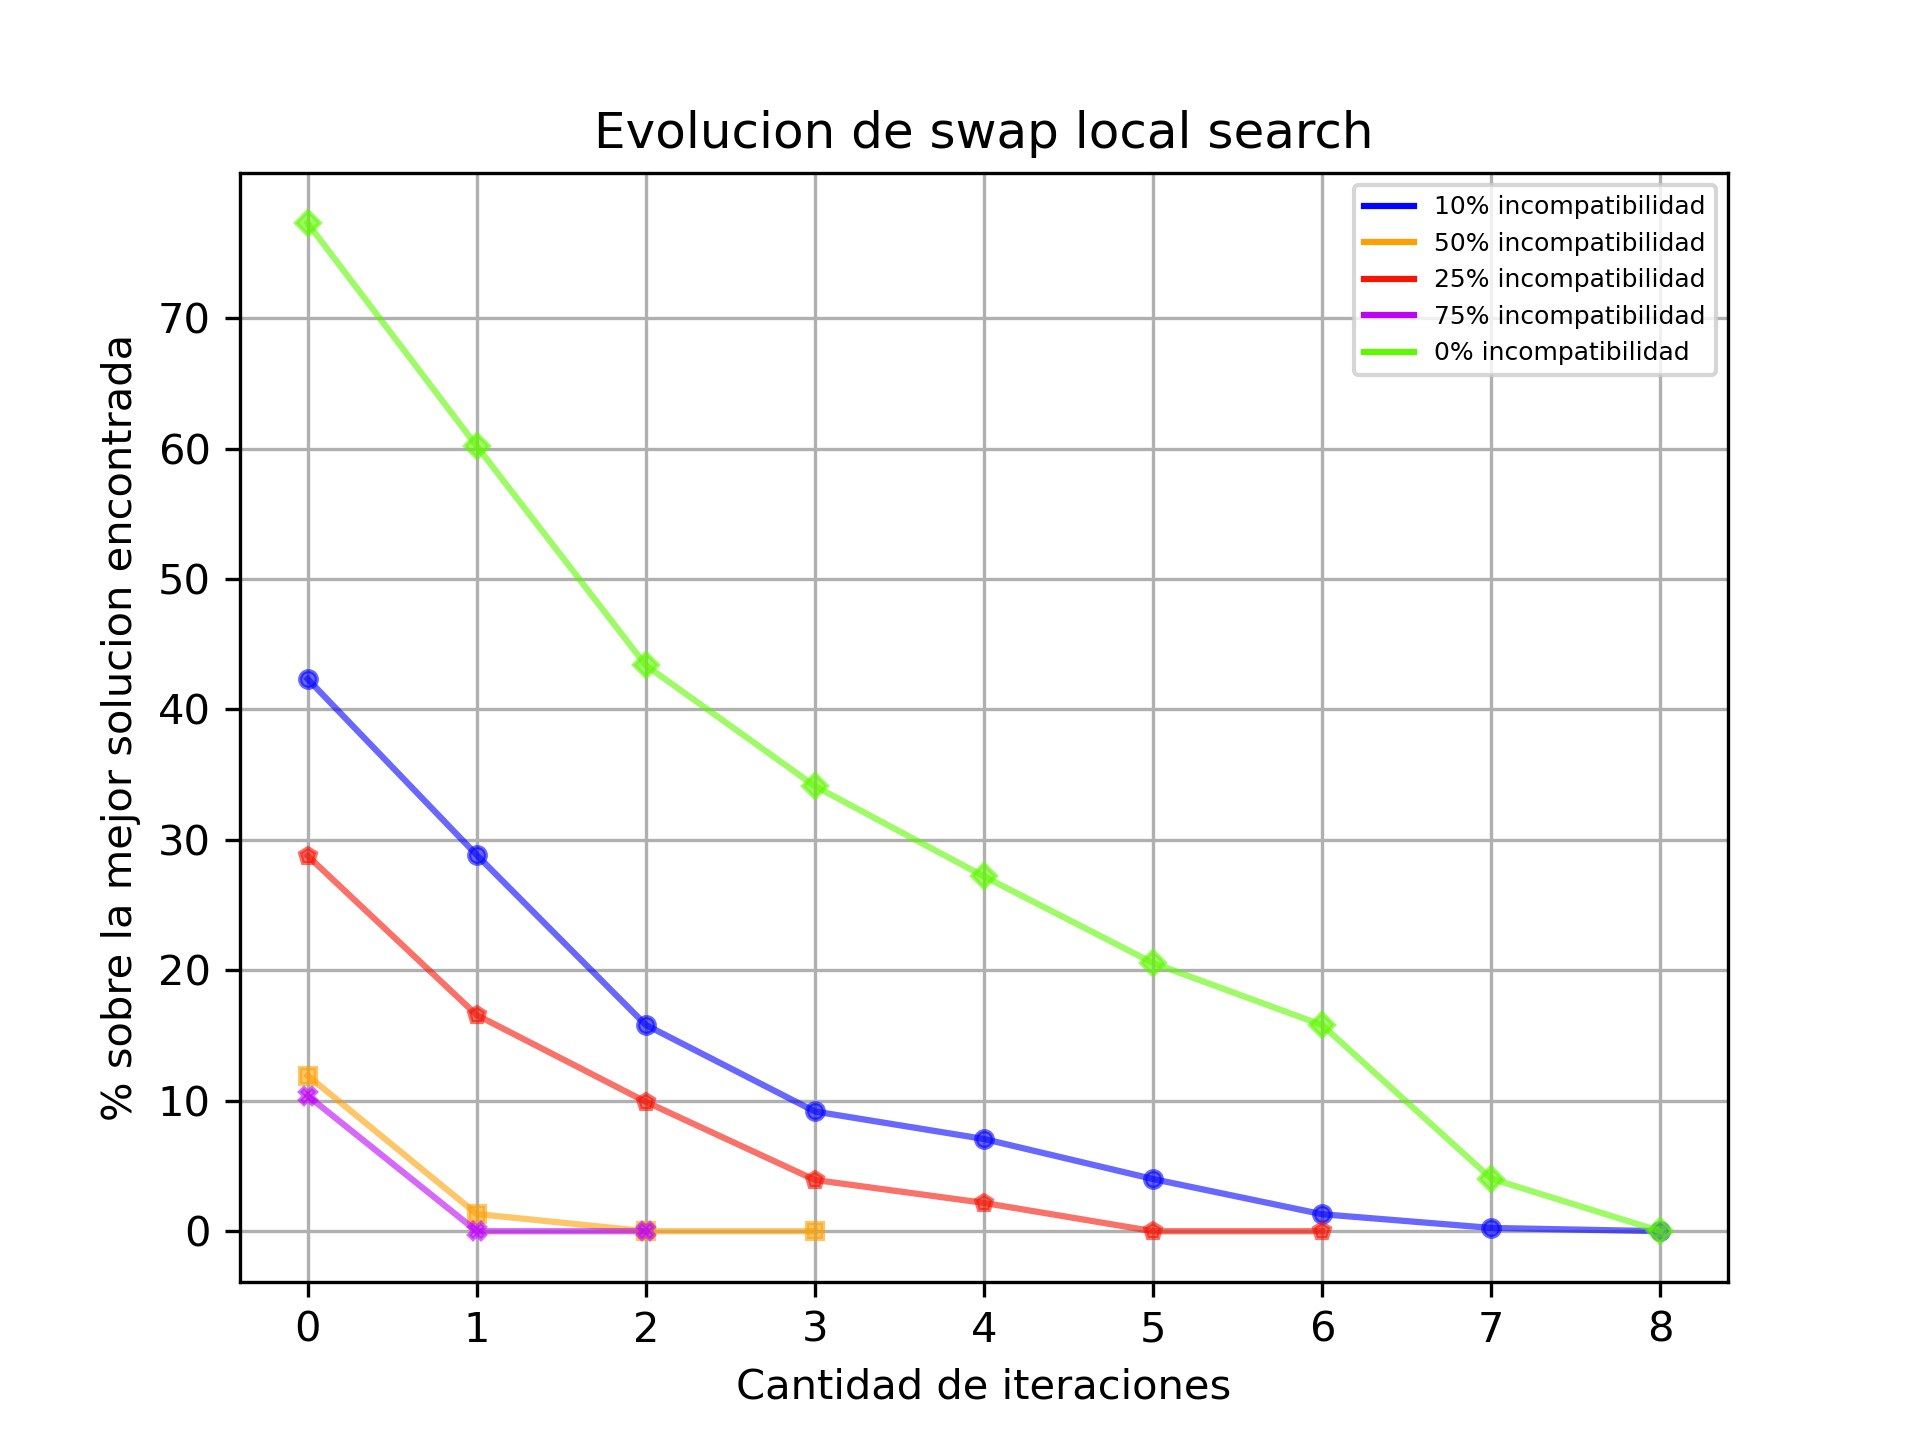 Evolucion de swap local search
10% incompatibilidad
50% incompatibilidad
25% incompatibilidad
75% incompatibilidad
0% incompatibilidad
% sobre la mejor solucion encontrada
70
60
50
40
30
20
10
0
0 1 2 3 4 5 6 7 8
Cantidad de iteraciones